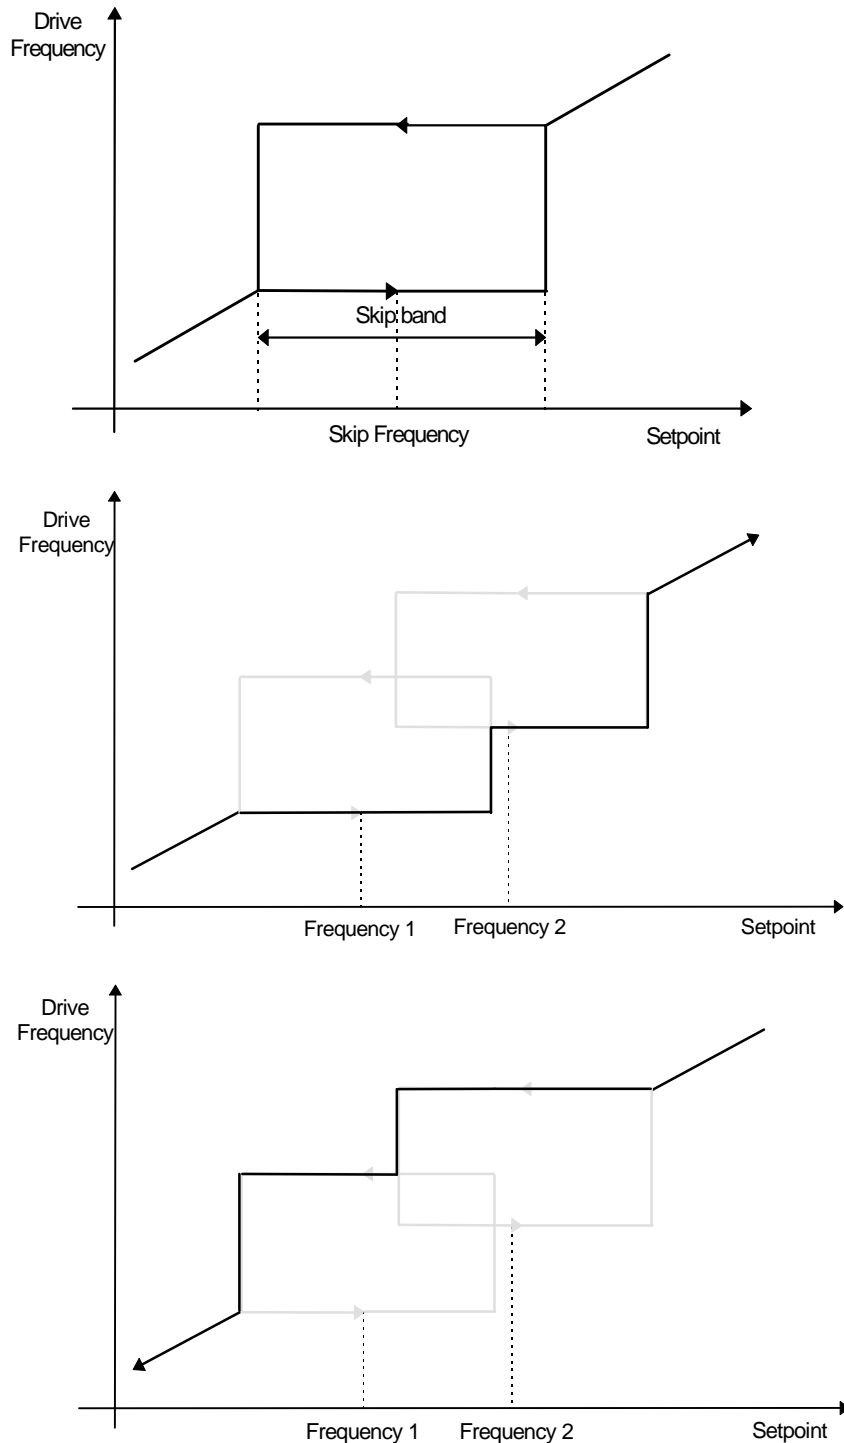 Drive
Frequency
Skip band
Skip Frequency
Setpoint
Drive
Frequency
Frequency 1
Frequency 2
Setpoint
Drive
Frequency
Frequency 1
Frequency 2
Setpoint